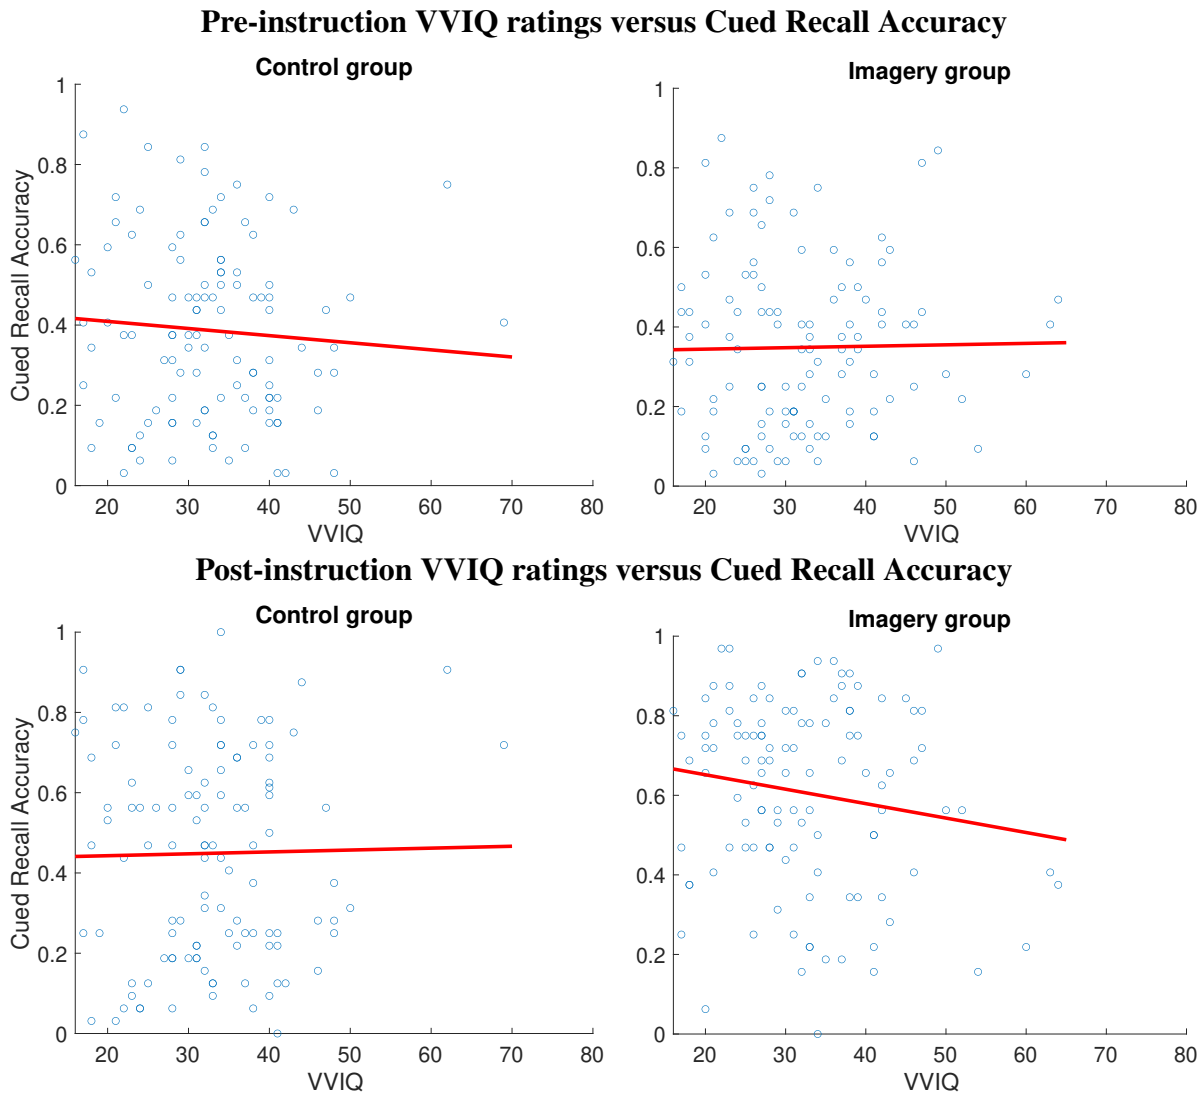 Pre-instruction VVIQ ratings versus Cued Recall Accuracy
Control group
1
0.8
0.6
0.4
0.2
0
Cued Recall Accuracy
20 30 40 50 60 70 80
VVIQ
Imagery group
1
0.8
0.6
0.4
0.2
0
20 30 40 50 60 70 80
VVIQ
Post-instruction VVIQ ratings versus Cued Recall Accuracy
Control group
1
0.8
0.6
0.4
0.2
0
Cued Recall Accuracy
20 30 40 50 60 70 80
VVIQ
Imagery group
1
0.8
0.6
0.4
0.2
0
20 30 40 50 60 70 80
VVIQ